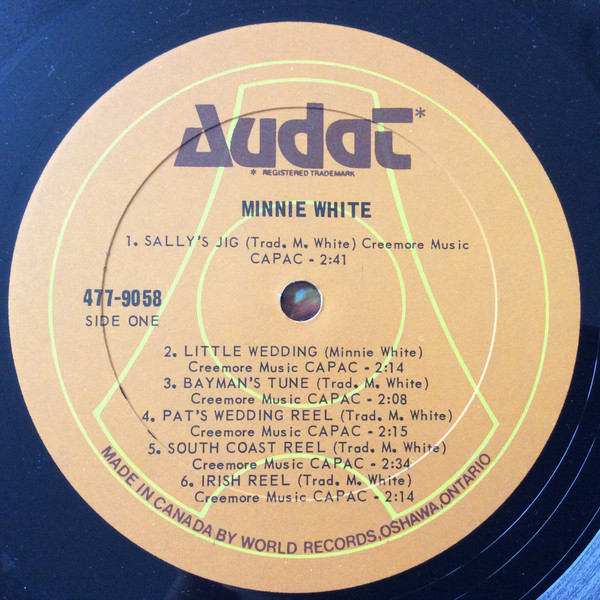 Audat*
* REGISTERED TRADEMARK
MINNIE WHITE
1. SALLY'S JIG (Trad. M. White) Creemore Music
CAPAC - 2:41
477-9058
SIDE ONE
2. LITTLE WEDDING (Minnie White)
Creemore Music CAPAC - 2:14
3. BAYMAN'S TUNE (Trad. M. White)
Creemore Music CAPAC - 2:08
4. PAT'S WEDDING REEL (Trad. M. White)
Creemore Music CAPAC - 2:15
5. SOUTH COAST REEL (Trad. M. White)
Creemore Music CAPAC - 2:34
6. IRISH REEL (Trad. M. White)
Creemore Music CAPAC - 2:14
MADE IN CANADA BY WORLD RECORDS, OSHAWA, ONTARIO